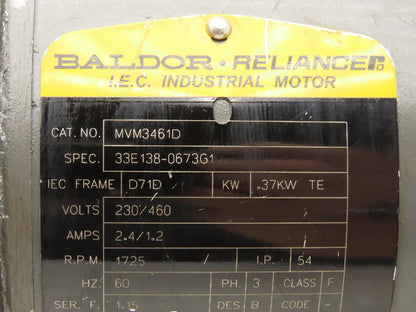 BALDOR · RELIANCE
I.E.C. INDUSTRIAL MOTOR
CAT. NO. MVM3461D
SPEC. 33E138-0673G1
IEC FRAME D71D KW .37KW TE
VOLTS 230/460
AMPS 2.4/1.2
R.P.M. 1725 I.P. 54
HZ. 60 PH. 3 CLASS F
SER. F. 1.15 DES. B CODE -